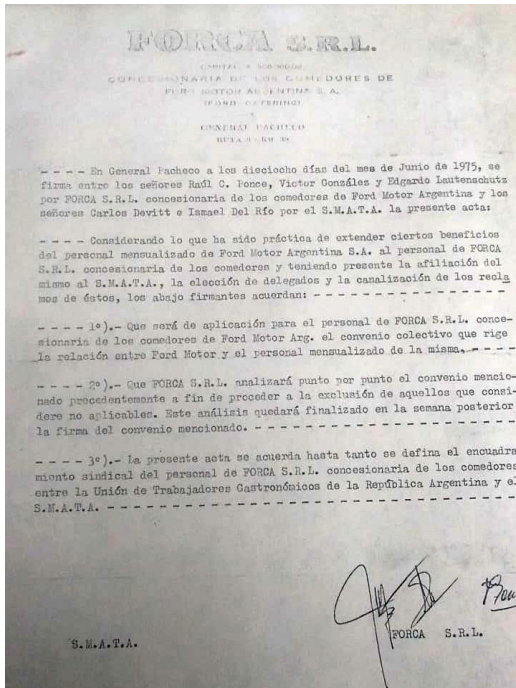 FORCA S.R.L.
CAPITAL $
CONCESIONARIA DE LOS COMEDORES DE
FORD MOTOR ARGENTINA S.A.
(FORD-CATERING)
GENERAL PACHECO
RUTA 9 - KM 38
- - - - En General Pacheco a los dieciocho días del mes de Junio de 1975, se
firma entre los señores Raúl C. Ponce, Victor González y Edgardo Lautenschutz
por FORCA S.R.L. concesionaria de los comedores de Ford Motor Argentina y los
señores Carlos Devitt e Ismael Del Río por el S.M.A.T.A. la presente acta:
- - - - Considerando lo que ha sido práctica de extender ciertos beneficios
del personal mensualizado de Ford Motor Argentina S.A. al personal de FORCA
S.R.L. concesionaria de los comedores y teniendo presente la afiliación del
mismo al S.M.A.T.A., la elección de delegados y la canalización de los recla
mos de éstos, los abajo firmantes acuerdan: - - - - - - - - - - - - - - - -
- - - - 1º).- Que será de aplicación para el personal de FORCA S.R.L. conce-
sionaria de los comedores de Ford Motor Arg. el convenio colectivo que rige
la relación entre Ford Motor y el personal mensualizado de la misma. - - - -
- - - - 2º).- Que FORCA S.R.L. analizará punto por punto el convenio mencio-
nado precedentemente a fin de proceder a la exclusión de aquellos que consi-
dere no aplicables. Este análisis quedará finalizado en la semana posterior
la firma del convenio mencionado. - - - - - - - - - - - - - - - - - - - - -
- - - - 3º).- La presente acta se acuerda hasta tanto se defina el encuadra
miento sindical del personal de FORCA S.R.L. concesionaria de los comedores
entre la Unión de Trabajadores Gastronómicos de la República Argentina y el
S.M.A.T.A. - - - - - - - - - - - - - - - - - - - - - - - - - - - - - - - -
S.M.A.T.A.
FORCA S.R.L.